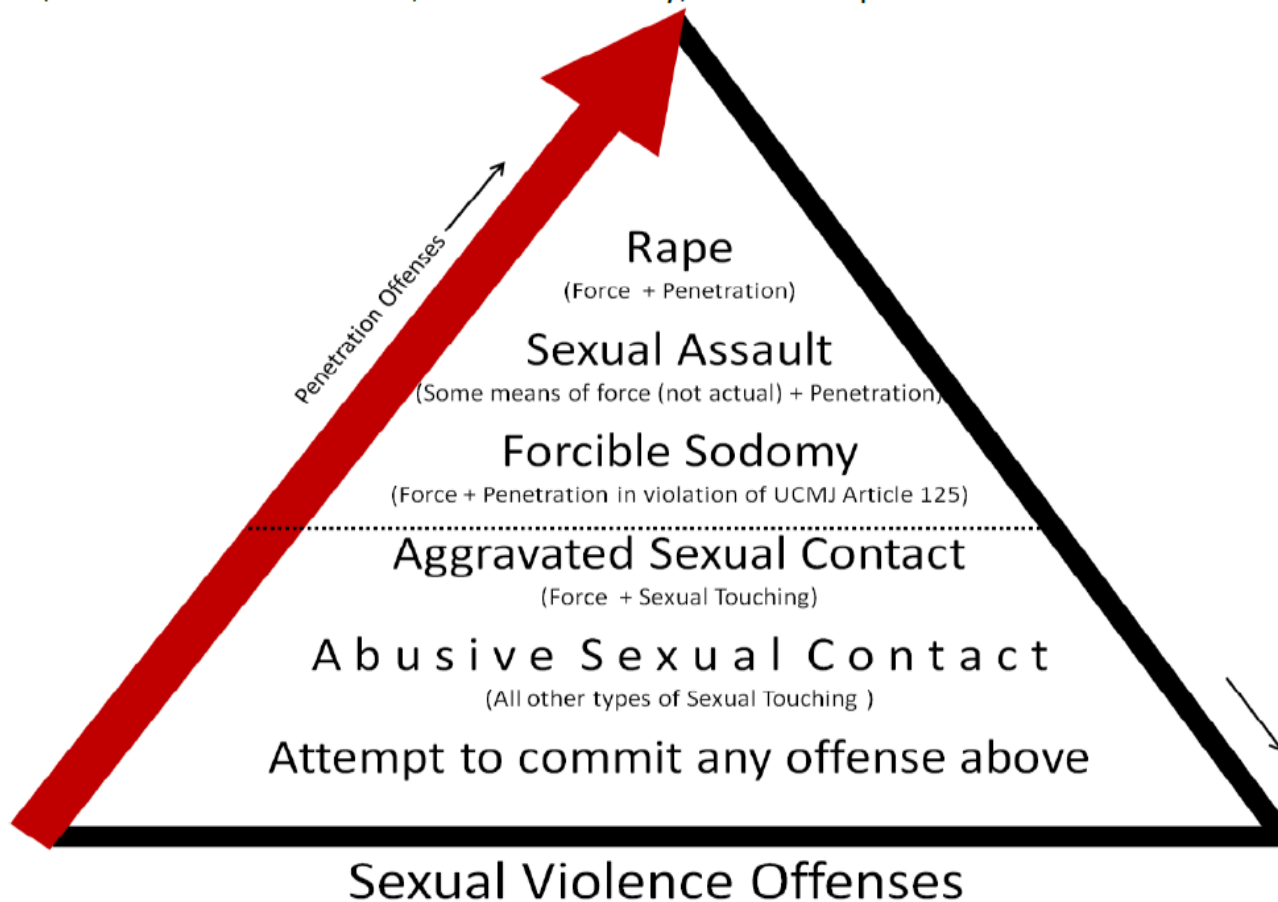 Penetration Offenses
Rape
(Force + Penetration)
Sexual Assault
(Some means of force (not actual) + Penetration)
Forcible Sodomy
(Force + Penetration in violation of UCMJ Article 125)
Aggravated Sexual Contact
(Force + Sexual Touching)
Abusive Sexual Contact
(All other types of Sexual Touching )
Attempt to commit any offense above
Sexual Violence Offenses